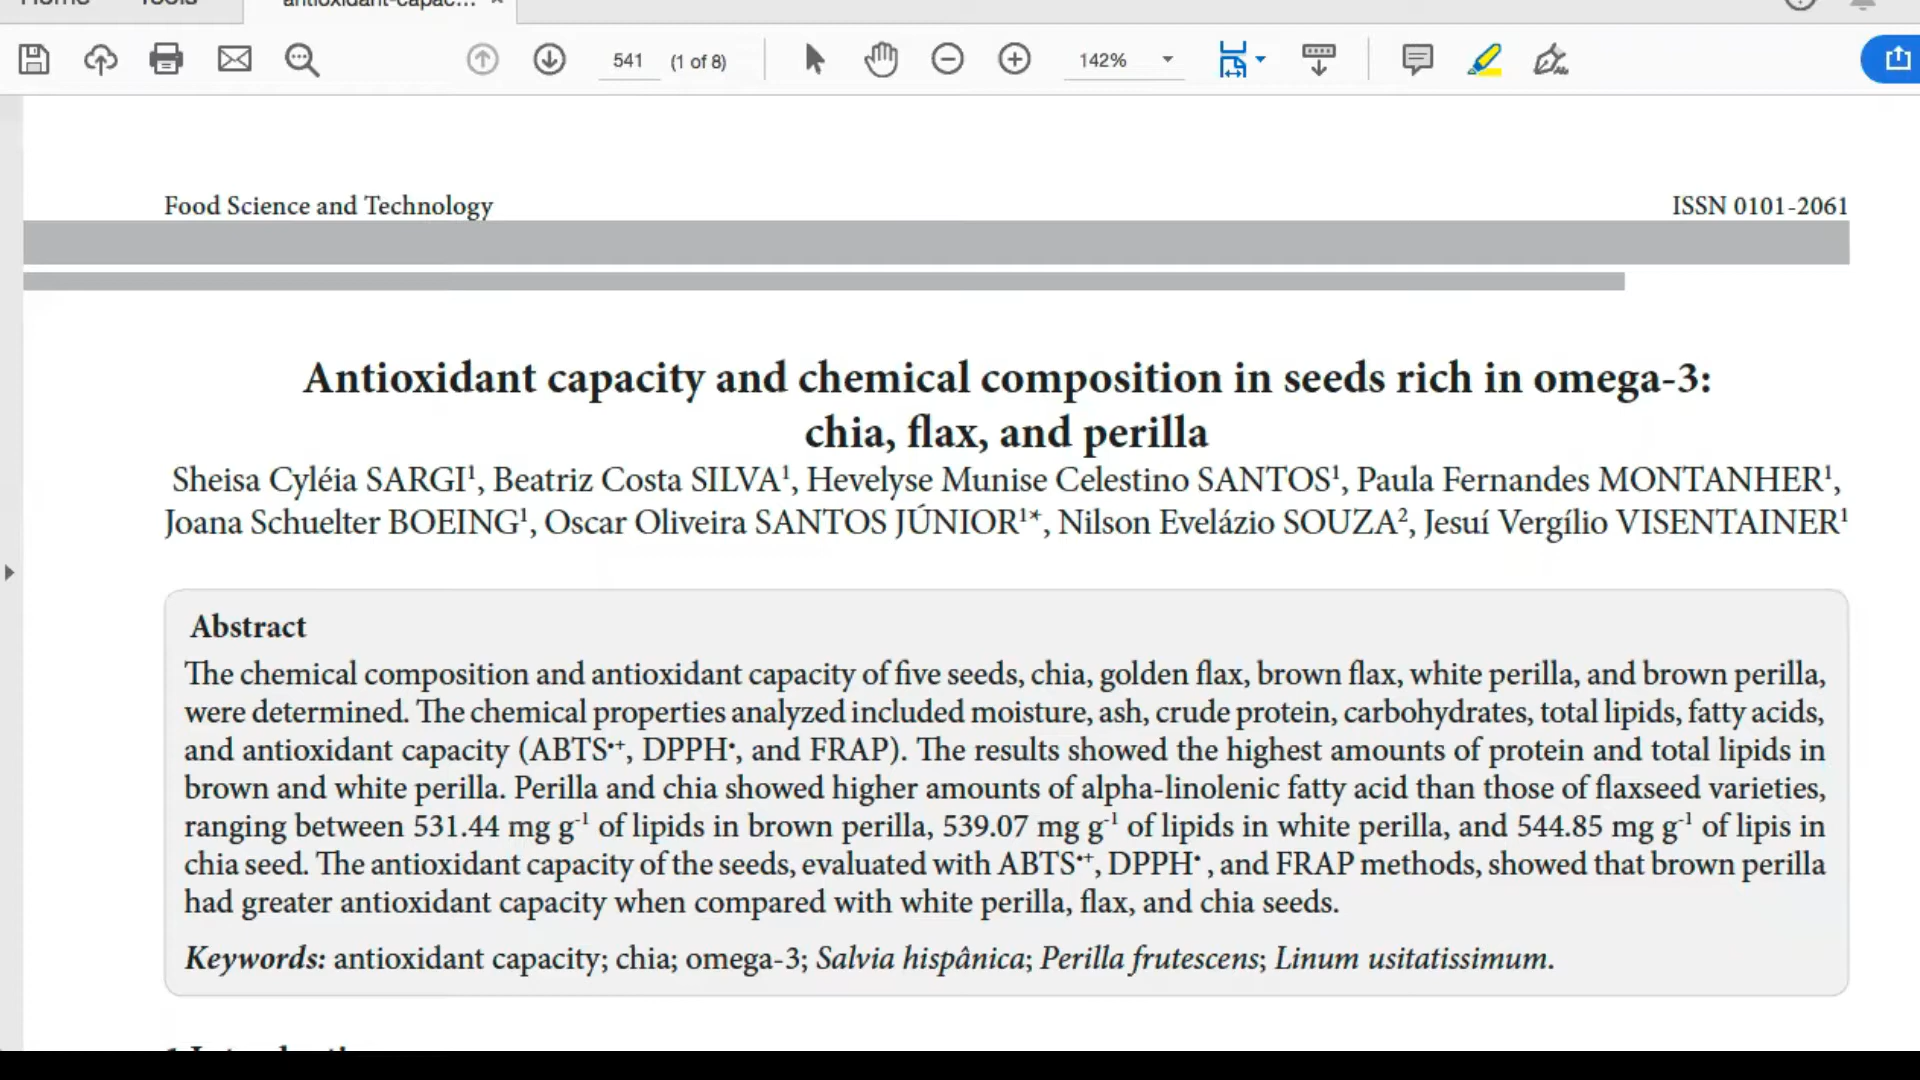 Home Tools antioxidant-capac... ×
541 (1 of 8) 142%
Food Science and Technology ISSN 0101-2061
Antioxidant capacity and chemical composition in seeds rich in omega-3:
chia, flax, and perilla
Sheisa Cyléia SARGI¹, Beatriz Costa SILVA¹, Hevelyse Munise Celestino SANTOS¹, Paula Fernandes MONTANHER¹,
Joana Schuelter BOEING¹, Oscar Oliveira SANTOS JÚNIOR¹*, Nilson Evelázio SOUZA², Jesuí Vergílio VISENTAINER¹
Abstract
The chemical composition and antioxidant capacity of five seeds, chia, golden flax, brown flax, white perilla, and brown perilla,
were determined. The chemical properties analyzed included moisture, ash, crude protein, carbohydrates, total lipids, fatty acids,
and antioxidant capacity (ABTS•⁺, DPPH•, and FRAP). The results showed the highest amounts of protein and total lipids in
brown and white perilla. Perilla and chia showed higher amounts of alpha-linolenic fatty acid than those of flaxseed varieties,
ranging between 531.44 mg g⁻¹ of lipids in brown perilla, 539.07 mg g⁻¹ of lipids in white perilla, and 544.85 mg g⁻¹ of lipis in
chia seed. The antioxidant capacity of the seeds, evaluated with ABTS•⁺, DPPH• , and FRAP methods, showed that brown perilla
had greater antioxidant capacity when compared with white perilla, flax, and chia seeds.
Keywords: antioxidant capacity; chia; omega-3; Salvia hispânica; Perilla frutescens; Linum usitatissimum.